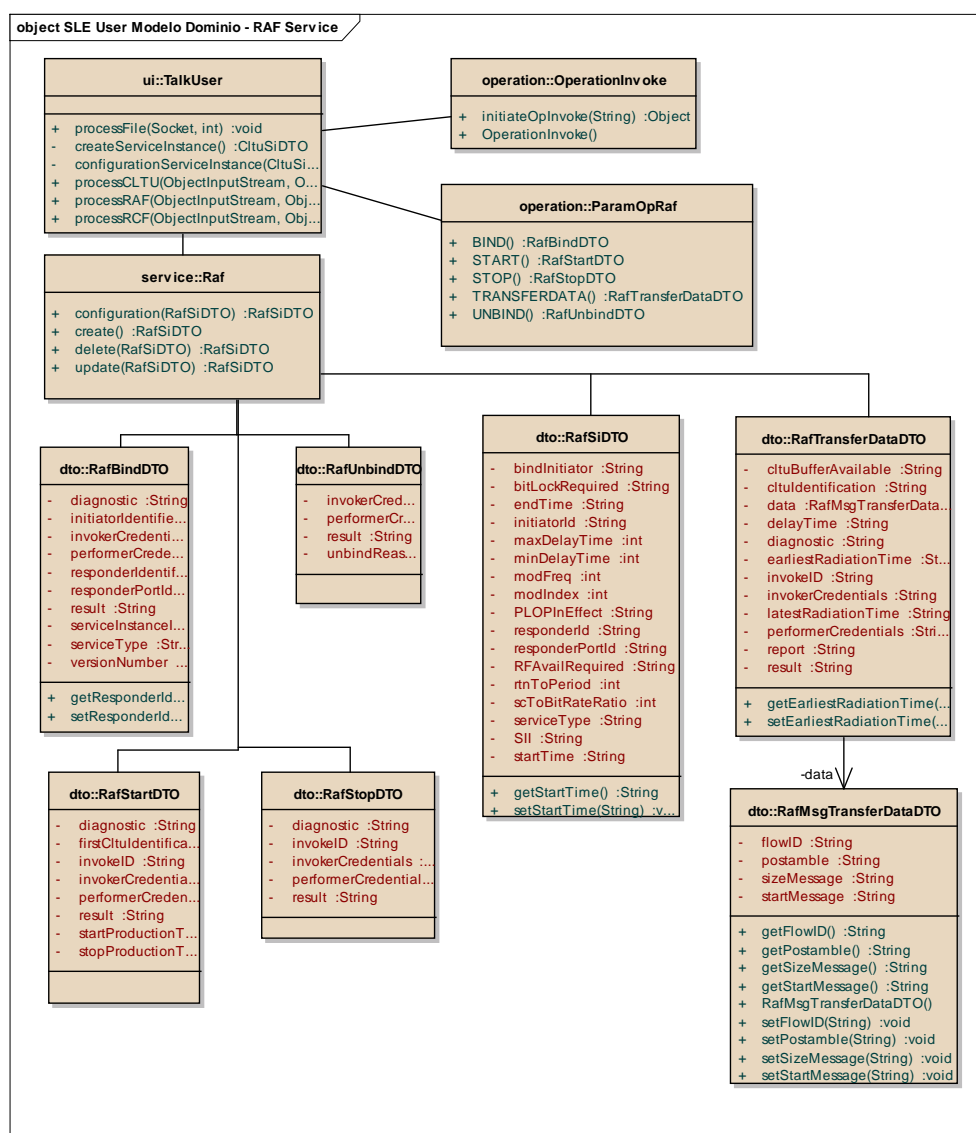 object SLE User Modelo Dominio - RAF Service
ui::TalkUser
+ processFile(Socket, int) :void
- createServiceInstance() :CltuSiDTO
- configurationServiceInstance(CltuSi...
+ processCLTU(ObjectInputStream, O...
+ processRAF(ObjectInputStream, Obj...
+ processRCF(ObjectInputStream, Obj...
operation::OperationInvoke
+ initiateOpInvoke(String) :Object
+ OperationInvoke()
operation::ParamOpRaf
+ BIND() :RafBindDTO
+ START() :RafStartDTO
+ STOP() :RafStopDTO
+ TRANSFERDATA() :RafTransferDataDTO
+ UNBIND() :RafUnbindDTO
service::Raf
+ configuration(RafSiDTO) :RafSiDTO
+ create() :RafSiDTO
+ delete(RafSiDTO) :RafSiDTO
+ update(RafSiDTO) :RafSiDTO
dto::RafBindDTO
- diagnostic :String
- initiatorIdentifie...
- invokerCredenti...
- performerCrede...
- responderIdentif...
- responderPortId...
- result :String
- serviceInstanceI...
- serviceType :Str...
- versionNumber ...
+ getResponderId...
+ setResponderId...
dto::RafUnbindDTO
- invokerCred...
- performerCr...
- result :String
- unbindReas...
dto::RafSiDTO
- bindInitiator :String
- bitLockRequired :String
- endTime :String
- initiatorId :String
- maxDelayTime :int
- minDelayTime :int
- modFreq :int
- modIndex :int
- PLOPInEffect :String
- responderId :String
- responderPortId :String
- RFAvailRequired :String
- rtnToPeriod :int
- scToBitRateRatio :int
- serviceType :String
- SII :String
- startTime :String
+ getStartTime() :String
+ setStartTime(String) :v...
dto::RafTransferDataDTO
- cltuBufferAvailable :String
- cltuIdentification :String
- data :RafMsgTransferData...
- delayTime :String
- diagnostic :String
- earliestRadiationTime :St...
- invokeID :String
- invokerCredentials :String
- latestRadiationTime :String
- performerCredentials :Stri...
- report :String
- result :String
+ getEarliestRadiationTime(...
+ setEarliestRadiationTime(...
-data
dto::RafStartDTO
- diagnostic :String
- firstCltuIdentifica...
- invokeID :String
- invokerCredentia...
- performerCreden...
- result :String
- startProductionT...
- stopProductionT...
dto::RafStopDTO
- diagnostic :String
- invokeID :String
- invokerCredentials :...
- performerCredential...
- result :String
dto::RafMsgTransferDataDTO
- flowID :String
- postamble :String
- sizeMessage :String
- startMessage :String
+ getFlowID() :String
+ getPostamble() :String
+ getSizeMessage() :String
+ getStartMessage() :String
+ RafMsgTransferDataDTO()
+ setFlowID(String) :void
+ setPostamble(String) :void
+ setSizeMessage(String) :void
+ setStartMessage(String) :void